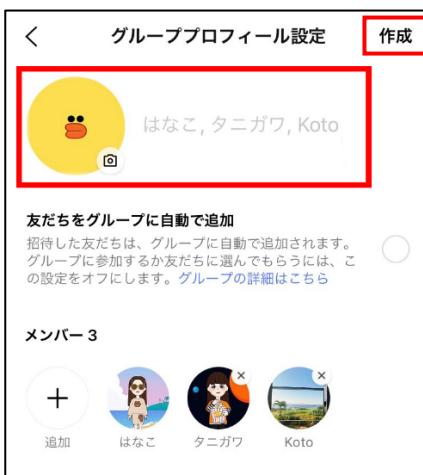 グループプロフィール設定 作成
はなこ, タニガワ, Koto
友だちをグループに自動で追加
招待した友だちは、グループに自動で追加されます。
グループに参加するか友だちに選んでもらうには、こ
の設定をオフにします。グループの詳細はこちら
メンバー 3
追加 はなこ タニガワ Koto